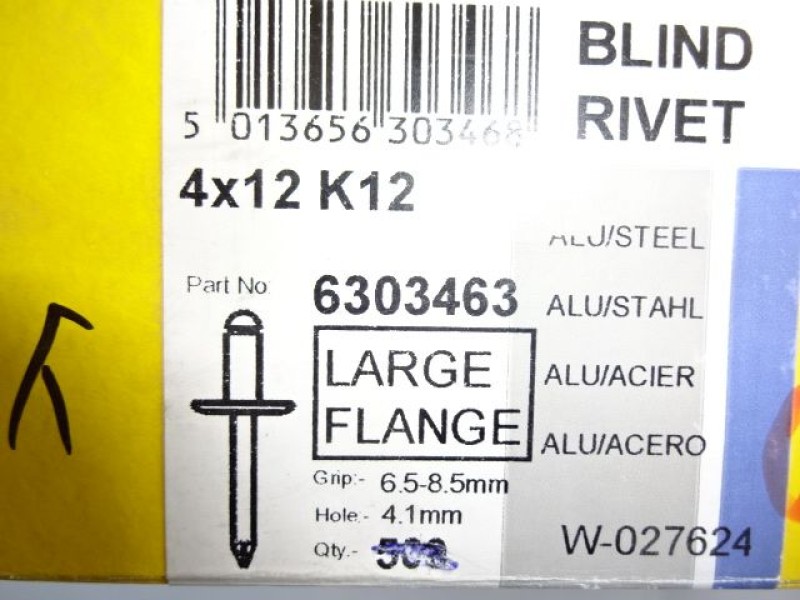 BLIND
RIVET
5 013656 303468
4x12 K12
ALU/STEEL
Part No: 6303463
ALU/STAHL
LARGE
FLANGE
ALU/ACIER
ALU/ACERO
Grip:- 6.5-8.5mm
Hole:- 4.1mm
Qty.-
W-027624